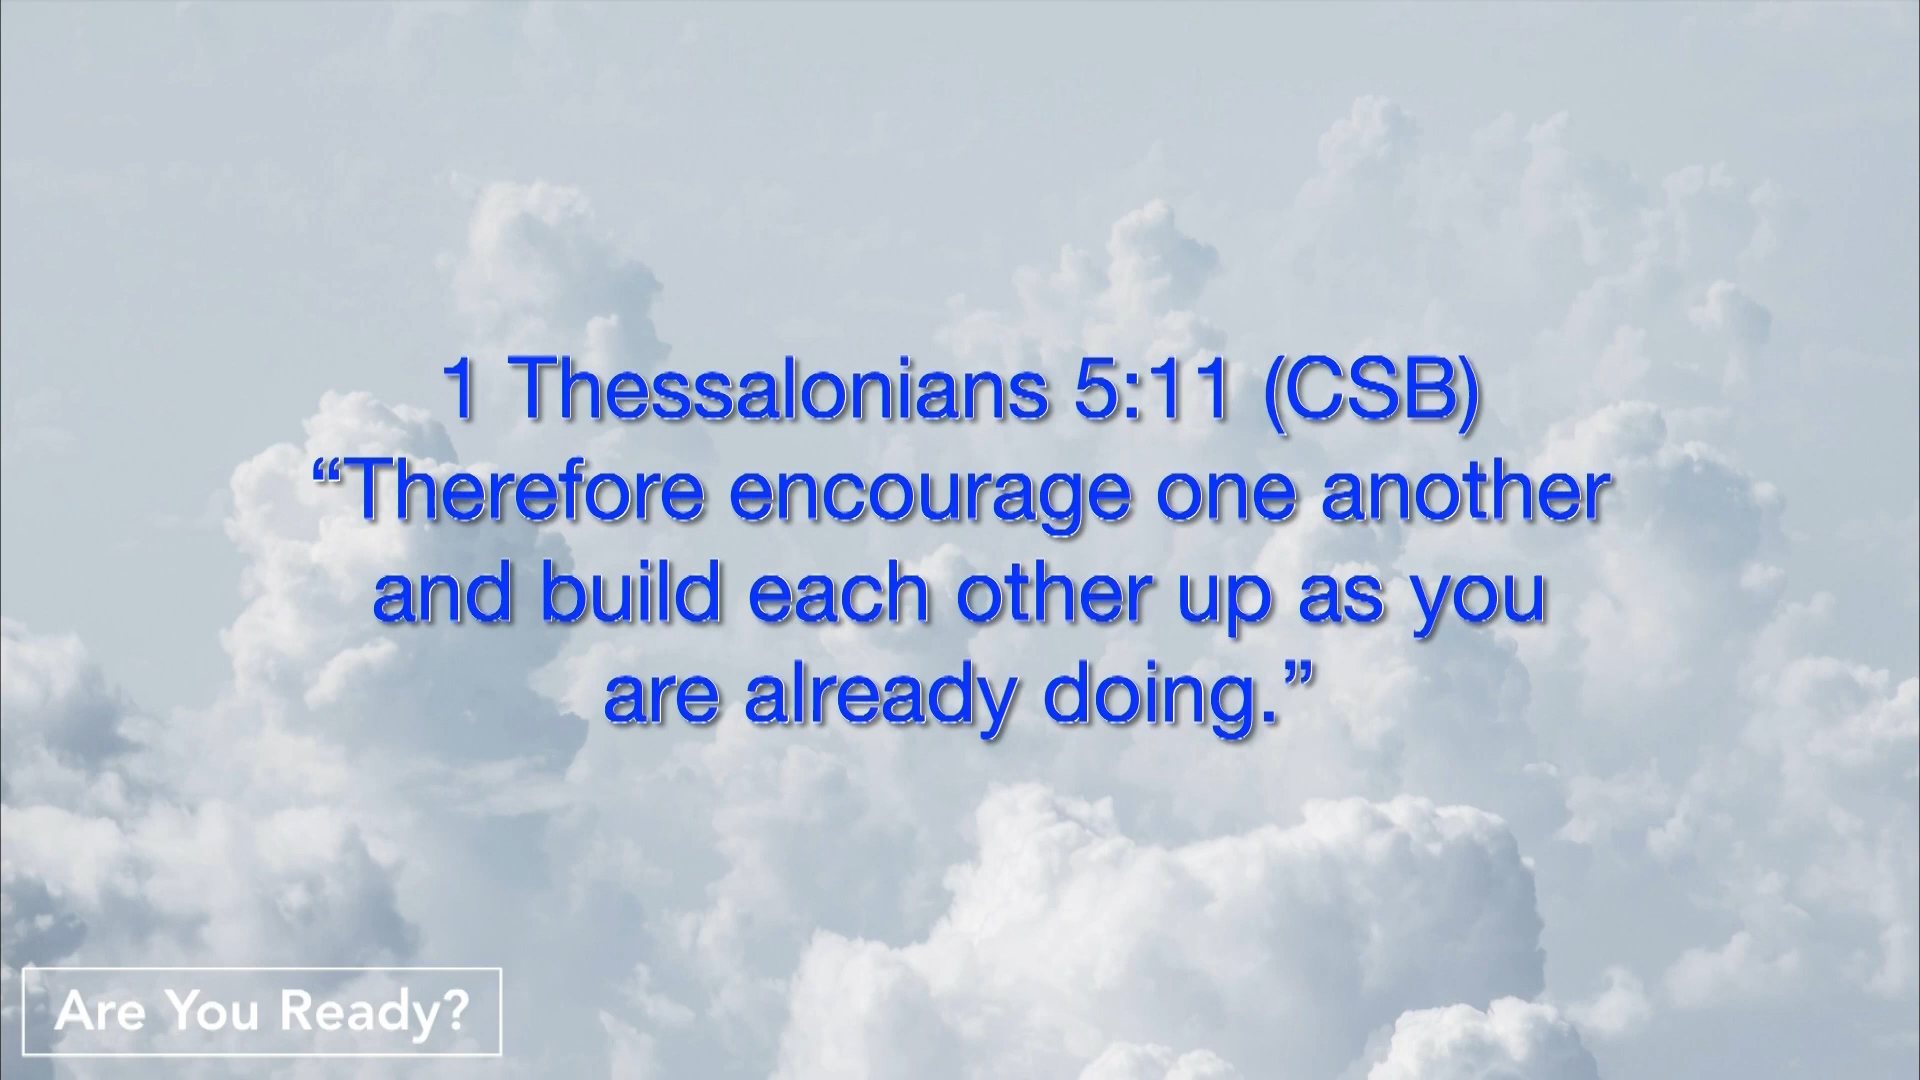 1 Thessalonians 5:11 (CSB)
“Therefore encourage one another
and build each other up as you
are already doing.”
Are You Ready?